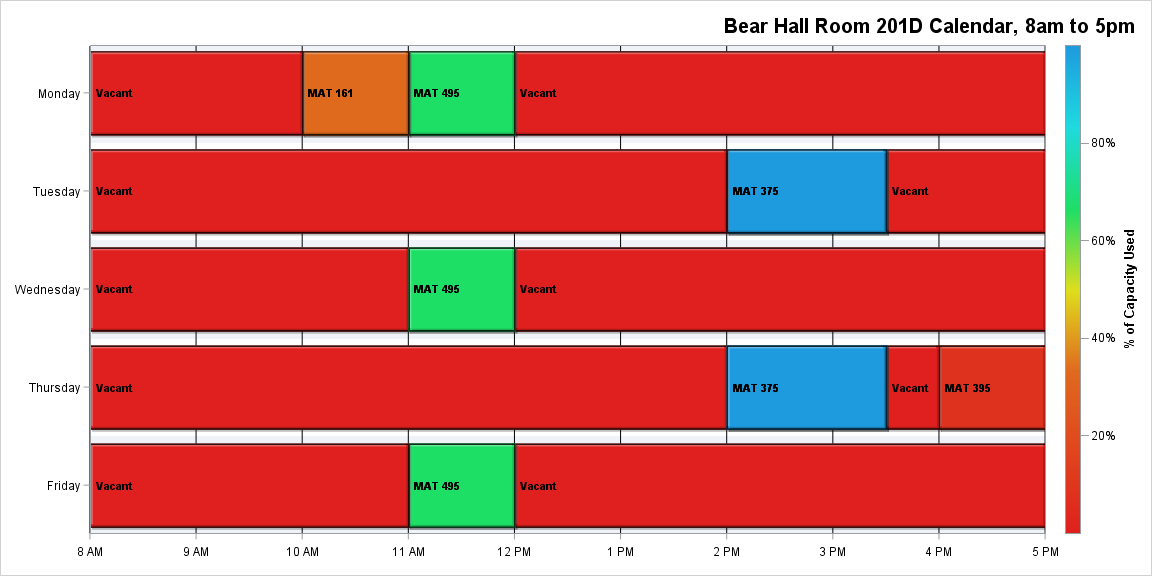 Bear Hall Room 201D Calendar, 8am to 5pm
Monday
Vacant
MAT 161
MAT 495
Vacant
Tuesday
Vacant
MAT 375
Vacant
Wednesday
Vacant
MAT 495
Vacant
Thursday
Vacant
MAT 375
Vacant
MAT 395
Friday
Vacant
MAT 495
Vacant
8 AM
9 AM
10 AM
11 AM
12 PM
1 PM
2 PM
3 PM
4 PM
5 PM
80%
60%
40%
20%
% of Capacity Used